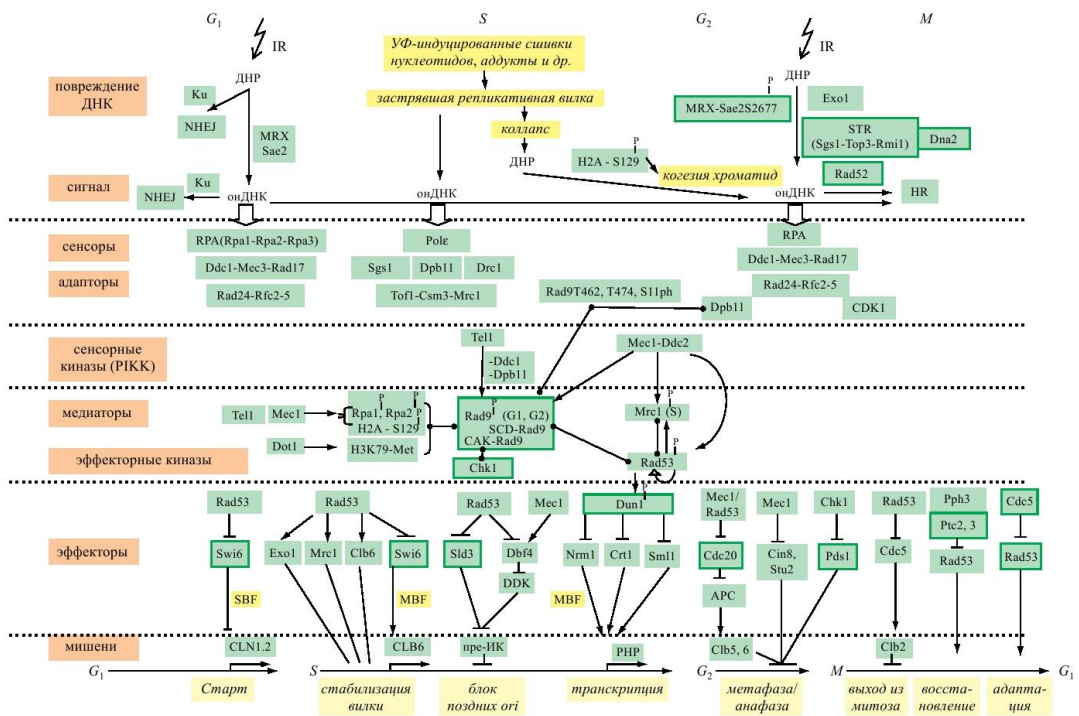 G1 S G2 M
IR
IR
УФ-индуцированные сшивки
нуклеотидов, аддукты и др.
повреждение
ДНК
ДНР
ДНР
P
Ku
NHEJ
MRX
Sae2
застрявшая репликативная вилка
коллапс
ДНР
MRX-Sae2S2677
Exo1
STR
(Sgs1-Top3-Rmi1)
Dna2
P
H2A - S129
когезия хроматид
Rad52
сигнал
NHEJ
Ku
онДНК
онДНК
онДНК
HR
сенсоры
RPA(Rpa1-Rpa2-Rpa3)
Polε
RPA
Ddc1-Mec3-Rad17
Sgs1
Dpb11
Drc1
Ddc1-Mec3-Rad17
адапторы
Rad24-Rfc2-5
Tof1-Csm3-Mrc1
Rad9T462, T474, S11ph
Rad24-Rfc2-5
Dpb11
CDK1
сенсорные
киназы (PIKK)
Tel1
-Ddc1
-Dpb11
Mec1-Ddc2
медиаторы
Tel1
Mec1
P P
Rpa1, Rpa2 P
H2A - S129
P
Rad9 (G1, G2)
SCD-Rad9
CAK-Rad9
P
Mrc1 (S)
эффекторные киназы
Dot1
H3K79-Met
Chk1
P
Rad53
эффекторы
Rad53
Rad53
Rad53
Mec1
P
Dun1
Mec1/
Rad53
Mec1
Chk1
Rad53
Pph3
Ptc2, 3
Cdc5
Swi6
Exo1
Mrc1
Clb6
Swi6
Sld3
Dbf4
Nrm1
Crt1
Sml1
Cdc20
Cin8,
Stu2
Pds1
Cdc5
Rad53
Rad53
DDK
SBF
MBF
MBF
APC
мишени
CLN1.2
CLB6
пре-ИК
РНР
Clb5, 6
Clb2
G1 S G2 M G1
Старт
стабилизация
вилки
блок
поздних ori
транскрипция
метафаза/
анафаза
выход из
митоза
восста-
новление
адапта-
ция